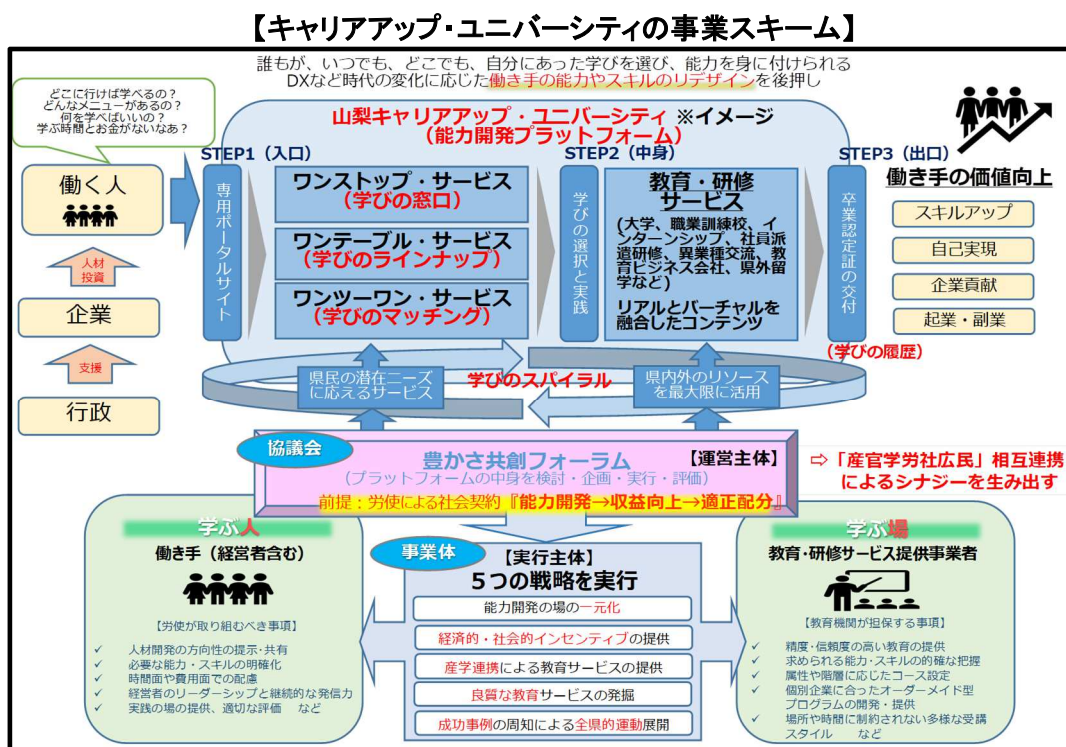 【キャリアアップ・ユニバーシティの事業スキーム】
誰もが、いつでも、どこでも、自分にあった学びを選び、能力を身に付けられる
DXなど時代の変化に応じた働き手の能力やスキルのリデザインを後押し
どこに行けば学べるの？
どんなメニューがあるの？
何を学べばいいの？
学ぶ時間とお金がないなあ？
働く人
人材
投資
企業
支援
行政
山梨キャリアアップ・ユニバーシティ ※イメージ
（能力開発プラットフォーム）
STEP1（入口）
専用ポータルサイト
ワンストップ・サービス
（学びの窓口）
ワンテーブル・サービス
（学びのラインナップ）
ワンツーワン・サービス
（学びのマッチング）
STEP2（中身）
学びの選択と実践
教育・研修
サービス
(大学、職業訓練校、イ
ンターンシップ、社員派
遣研修、異業種交流、教
育ビジネス会社、県外留
学など)
リアルとバーチャルを
融合したコンテンツ
STEP3（出口）
卒業認定証の交付
（学びの履歴）
働き手の価値向上
スキルアップ
自己実現
企業貢献
起業・副業
県民の潜在ニーズ
に応えるサービス
学びのスパイラル
県内外のリソース
を最大限に活用
協議会
豊かさ共創フォーラム
【運営主体】
（プラットフォームの中身を検討・企画・実行・評価）
前提：労使による社会契約『能力開発→収益向上→適正配分』
⇨「産官学労社広民」相互連携
によるシナジーを生み出す
学ぶ人
働き手（経営者含む）
【労使が取り組むべき事項】
✓ 人材開発の方向性の提示・共有
✓ 必要な能力・スキルの明確化
✓ 時間面や費用面での配慮
✓ 経営者のリーダーシップと継続的な発信力
✓ 実践の場の提供、適切な評価 など
事業体
【実行主体】
５つの戦略を実行
能力開発の場の一元化
経済的・社会的インセンティブの提供
産学連携による教育サービスの提供
良質な教育サービスの発掘
成功事例の周知による全県的運動展開
学ぶ場
教育・研修サービス提供事業者
【教育機関が担保する事項】
✓ 精度・信頼度の高い教育の提供
✓ 求められる能力・スキルの的確な把握
✓ 属性や階層に応じたコース設定
✓ 個別企業に合ったオーダーメイド型
プログラムの開発・提供
✓ 場所や時間に制約されない多様な受講
スタイル など